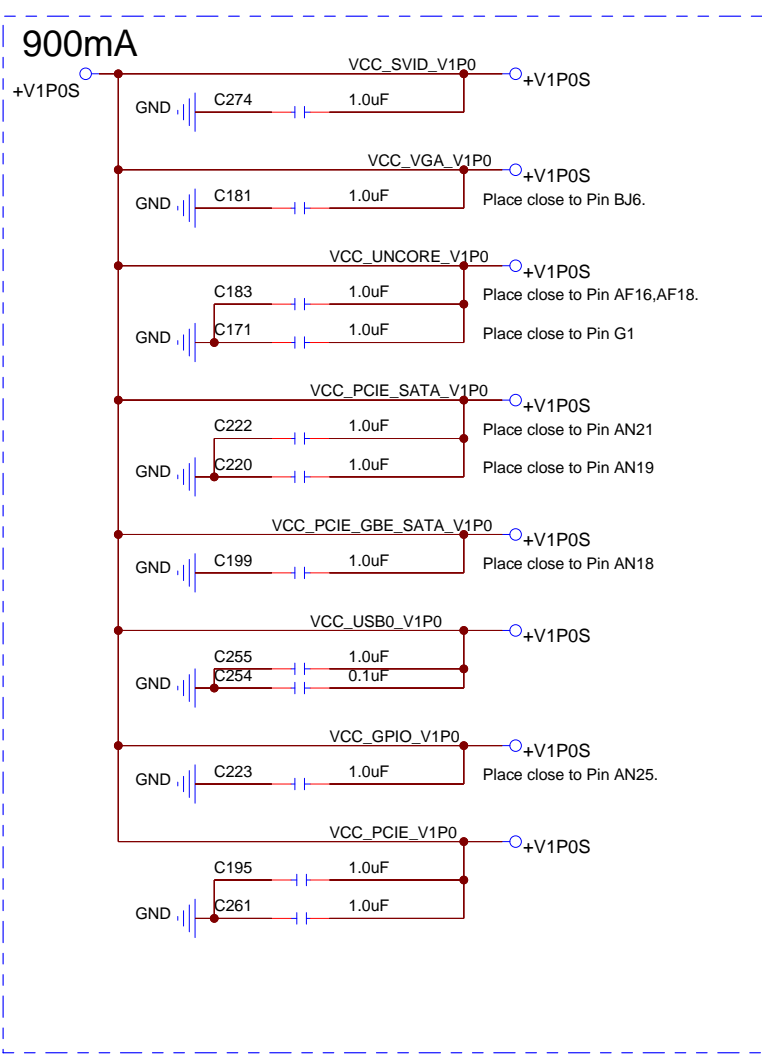 900mA
+V1P0S
VCC_SVID_V1P0
+V1P0S
GND
C274
1.0uF
VCC_VGA_V1P0
+V1P0S
GND
C181
1.0uF
Place close to Pin BJ6.
VCC_UNCORE_V1P0
+V1P0S
C183
1.0uF
Place close to Pin AF16,AF18.
GND
C171
1.0uF
Place close to Pin G1
VCC_PCIE_SATA_V1P0
+V1P0S
C222
1.0uF
Place close to Pin AN21
GND
C220
1.0uF
Place close to Pin AN19
VCC_PCIE_GBE_SATA_V1P0
+V1P0S
GND
C199
1.0uF
Place close to Pin AN18
VCC_USB0_V1P0
+V1P0S
C255
1.0uF
GND
C254
0.1uF
VCC_GPIO_V1P0
+V1P0S
GND
C223
1.0uF
Place close to Pin AN25.
VCC_PCIE_V1P0
+V1P0S
C195
1.0uF
GND
C261
1.0uF